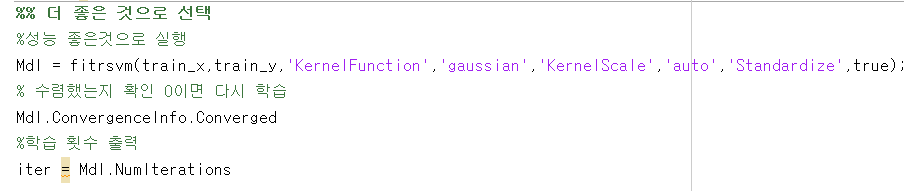 %% 더 좋은 것으로 선택
%성능 좋은것으로 실행
Mdl = fitrsvm(train_x,train_y,'KernelFunction','gaussian','KernelScale','auto','Standardize',true);
% 수렴했는지 확인 0이면 다시 학습
Mdl.ConvergenceInfo.Converged
%학습 횟수 출력
iter = Mdl.NumIterations